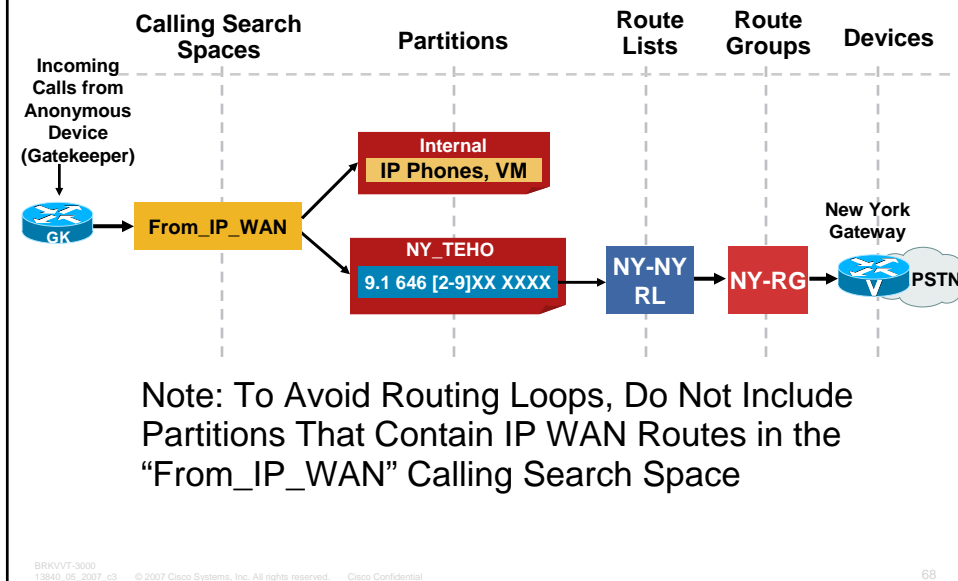 Calling Search
Spaces
Partitions
Route
Lists
Route
Groups
Devices
Incoming
Calls from
Anonymous
Device
(Gatekeeper)
GK
From_IP_WAN
Internal
IP Phones, VM
NY_TEHO
9.1 646 [2-9]XX XXXX
NY-NY
RL
NY-RG
New York
Gateway
V
PSTN
Note: To Avoid Routing Loops, Do Not Include
Partitions That Contain IP WAN Routes in the
“From_IP_WAN” Calling Search Space
BRKVVT-3000
13840_05_2007_c3 © 2007 Cisco Systems, Inc. All rights reserved. Cisco Confidential
68